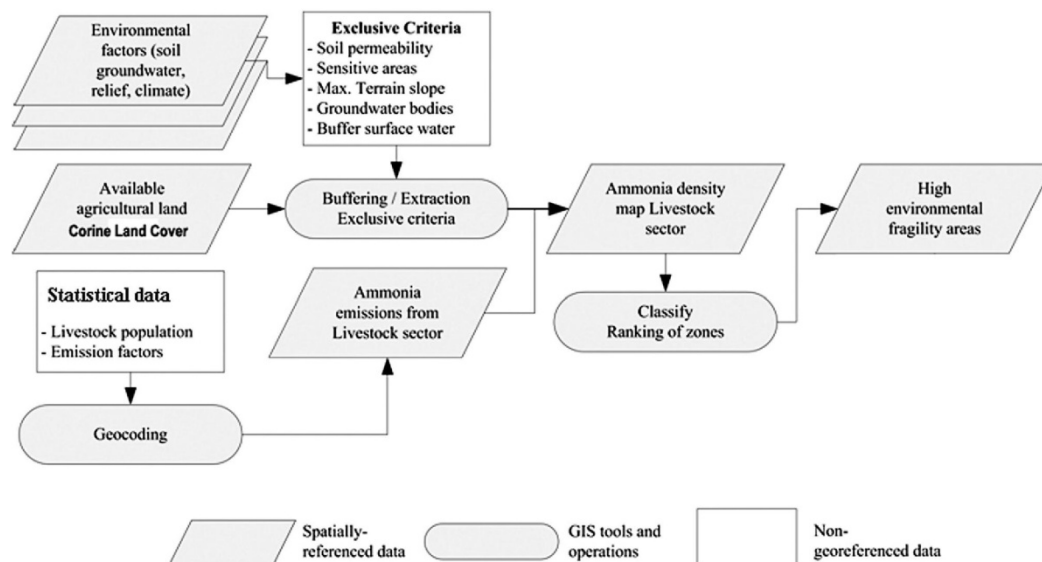 Environmental
factors (soil
groundwater,
relief, climate)
Exclusive Criteria
- Soil permeability
- Sensitive areas
- Max. Terrain slope
- Groundwater bodies
- Buffer surface water
Available
agricultural land
Corine Land Cover
Buffering / Extraction
Exclusive criteria
Ammonia density
map Livestock
sector
High
environmental
fragility areas
Statistical data
- Livestock population
- Emission factors
Ammonia
emissions from
Livestock sector
Classify
Ranking of zones
Geocoding
Spatially-
referenced data
GIS tools and
operations
Non-
georeferenced data